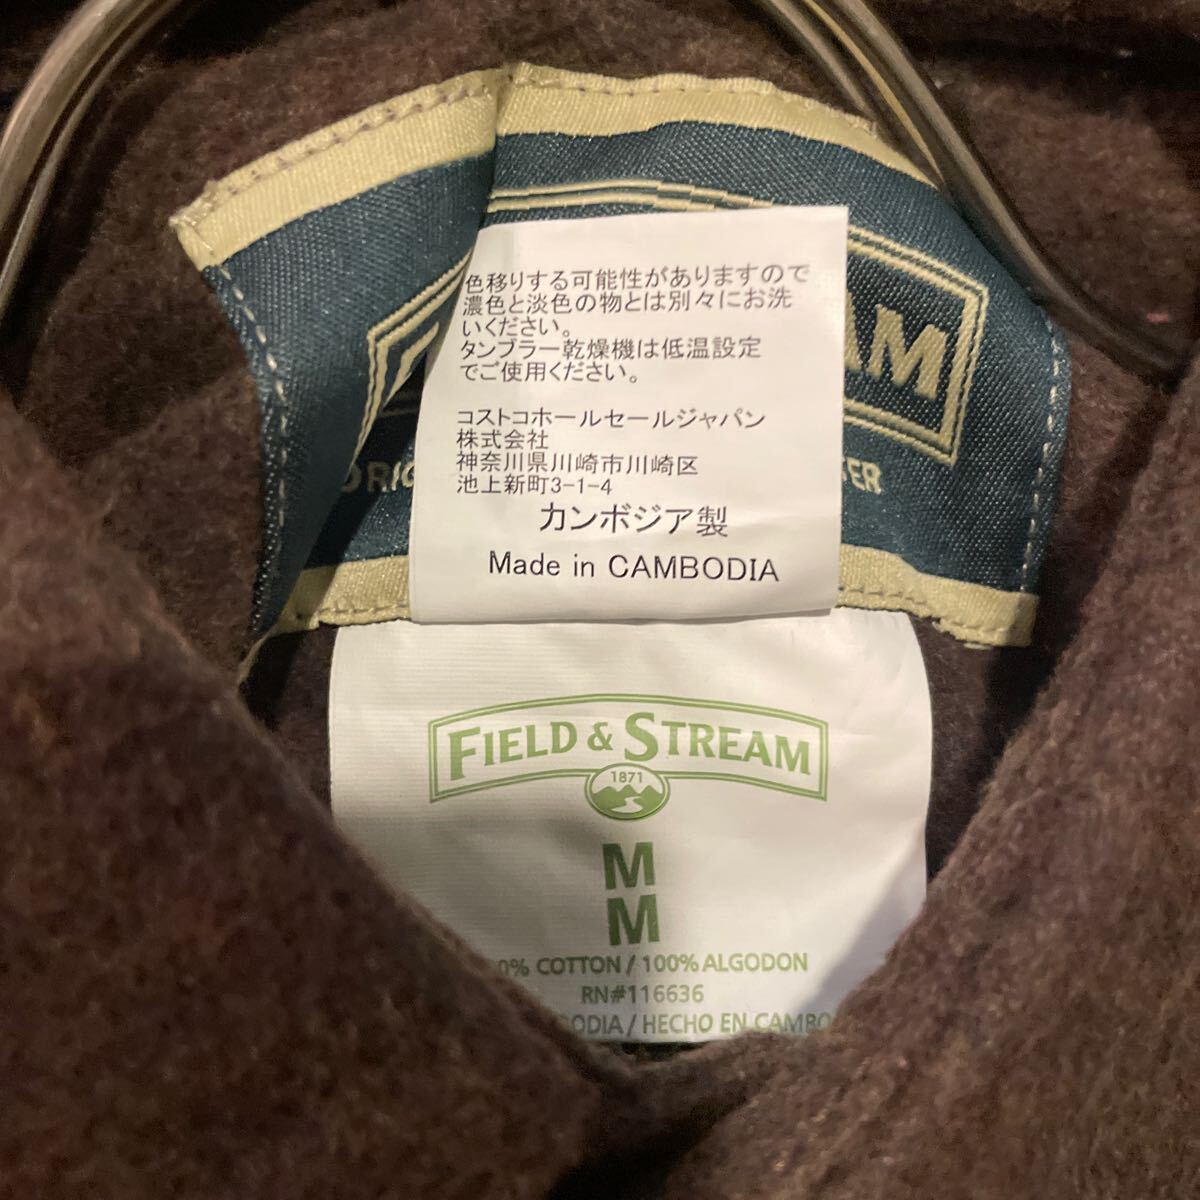 色移りする可能性がありますので
濃色と淡色の物とは別々にお洗
いください。
タンブラー乾燥機は低温設定
でご使用ください。
コストコホールセールジャパン
株式会社
神奈川県川崎市川崎区
池上新町3-1-4
カンボジア製
Made in CAMBODIA
FIELD & STREAM
1871
M
M
COTTON / 100% ALGODON
RN#116636
/ HECHO EN